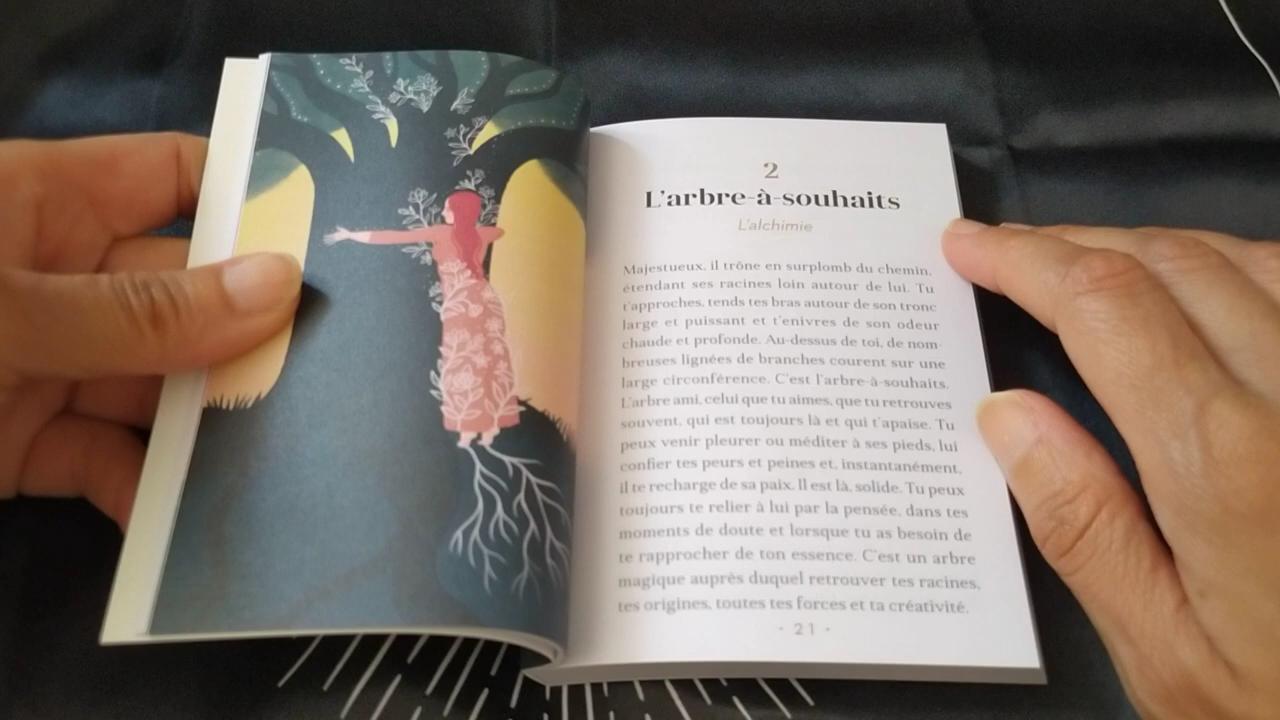 2
L'arbre-à-souhaits
L'alchimie
Majestueux, il trône en surplomb du chemin,
étendant ses racines loin autour de lui. Tu
t'approches, tends tes bras autour de son tronc
large et puissant et t'enivres de son odeur
chaude et profonde. Au-dessus de toi, de nom-
breuses lignées de branches courent sur une
large circonférence. C'est l'arbre-à-souhaits.
L'arbre ami, celui que tu aimes, que tu retrouves
souvent, qui est toujours là et qui t'apaise. Tu
peux venir pleurer ou méditer à ses pieds, lui
confier tes peurs et peines et, instantanément,
il te recharge de sa paix. Il est là, solide. Tu peux
toujours te relier à lui par la pensée, dans tes
moments de doute et lorsque tu as besoin de
te rapprocher de ton essence. C'est un arbre
magique auprès duquel retrouver tes racines,
tes origines, toutes tes forces et ta créativité.
· 21 ·